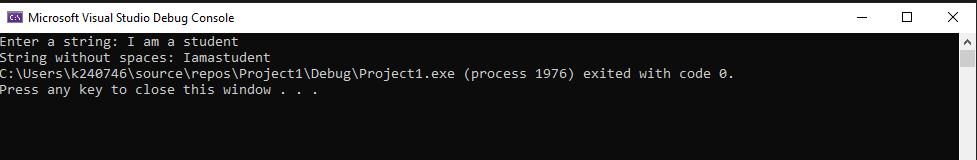 Microsoft Visual Studio Debug Console
Enter a string: I am a student
String without spaces: Iamastudent
C:\Users\k240746\source\repos\Project1\Debug\Project1.exe (process 1976) exited with code 0.
Press any key to close this window . . .